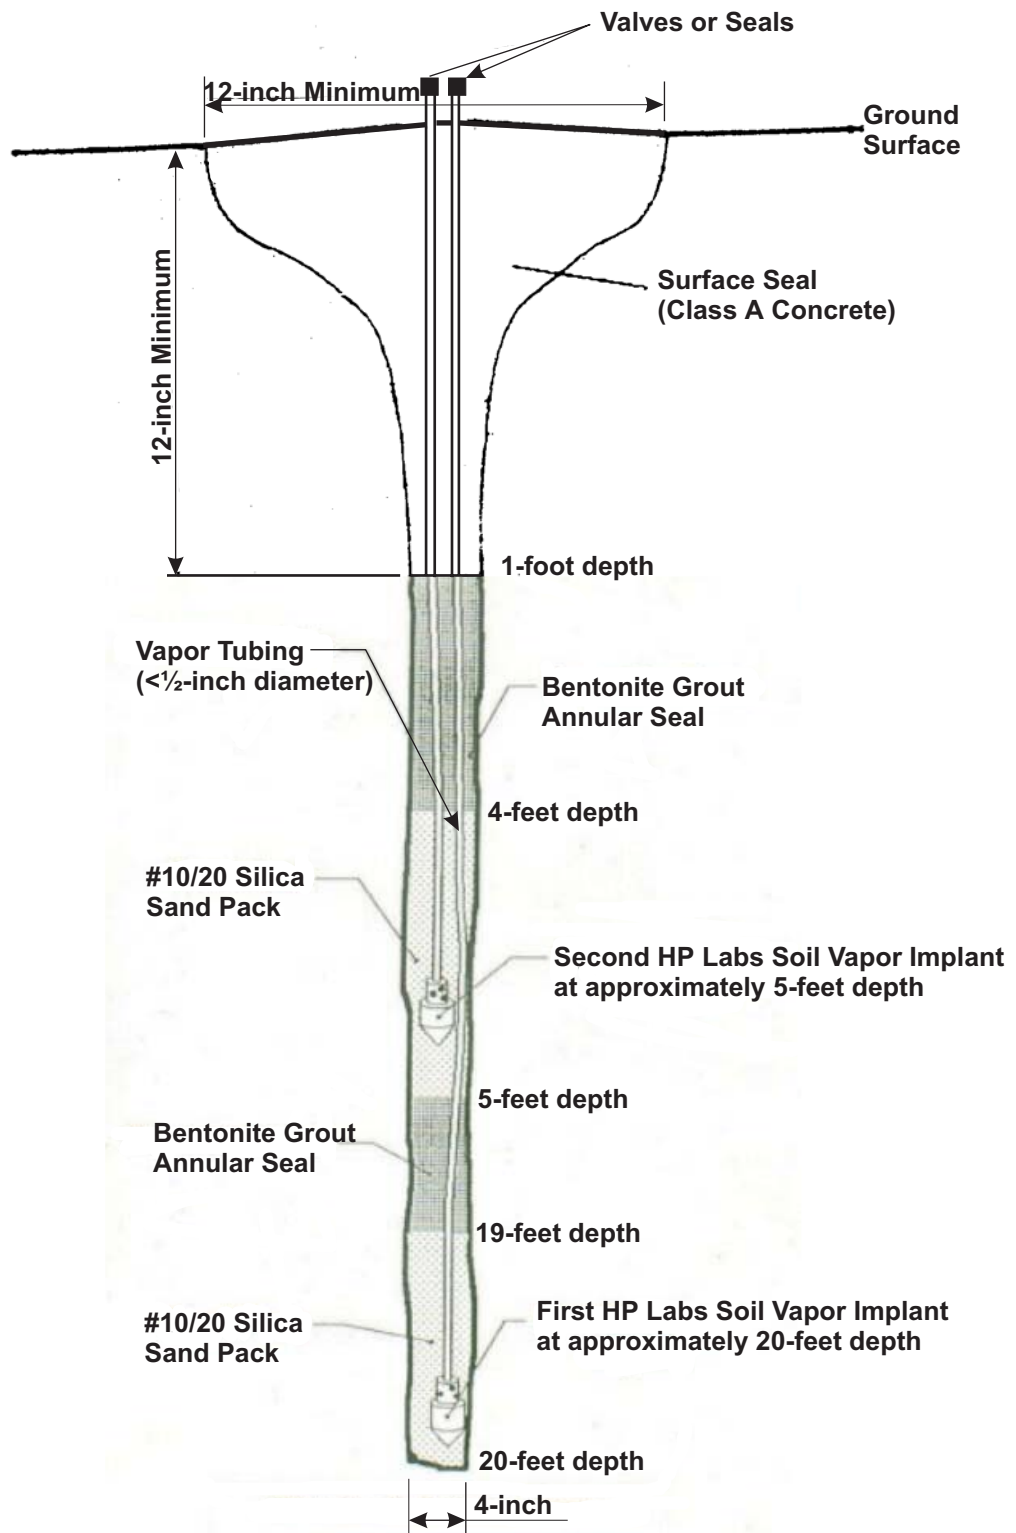 Valves or Seals
12-inch Minimum
Ground
Surface
12-inch Minimum
Surface Seal
(Class A Concrete)
1-foot depth
Vapor Tubing
(<½-inch diameter)
Bentonite Grout
Annular Seal
4-feet depth
#10/20 Silica
Sand Pack
Second HP Labs Soil Vapor Implant
at approximately 5-feet depth
5-feet depth
Bentonite Grout
Annular Seal
19-feet depth
First HP Labs Soil Vapor Implant
at approximately 20-feet depth
#10/20 Silica
Sand Pack
20-feet depth
4-inch